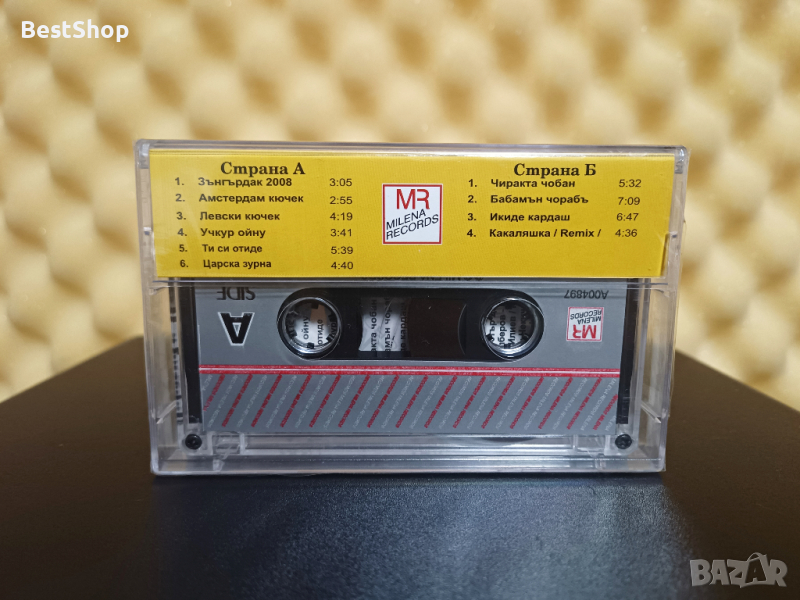 BestShop
Страна А
1. Зънгърдак 2008 3:05
2. Амстердам кючек 2:55
3. Левски кючек 4:19
4. Учкур ойну 3:41
5. Ти си отиде 5:39
6. Царска зурна 4:40
MR
MILENA
RECORDS
Страна Б
1. Чиракта чобан 5:32
2. Бабамън чорабъ 7:09
3. Икиде кардаш 6:47
4. Какаляшка / Remix / 4:36
A004897
SIDE
A
MR
MILENA
RECORDS
ойну
отиде
BAZAR